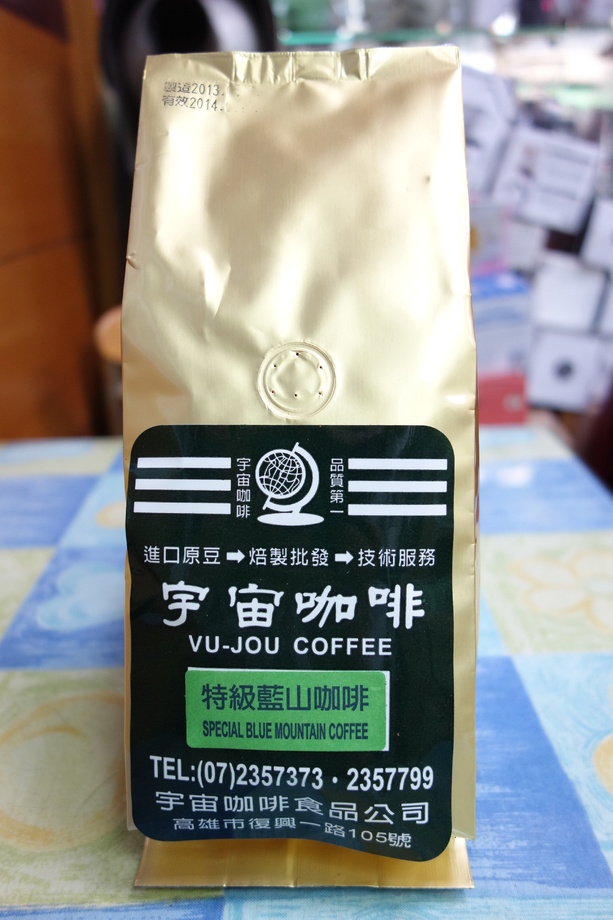 製造2013.
有效2014.
宇宙咖啡
品質第一
進口原豆➡焙製批發➡技術服務
宇宙咖啡
VU-JOU COFFEE
特級藍山咖啡
SPECIAL BLUE MOUNTAIN COFFEE
TEL:(07)2357373·2357799
宇宙咖啡食品公司
高雄市復興一路105號